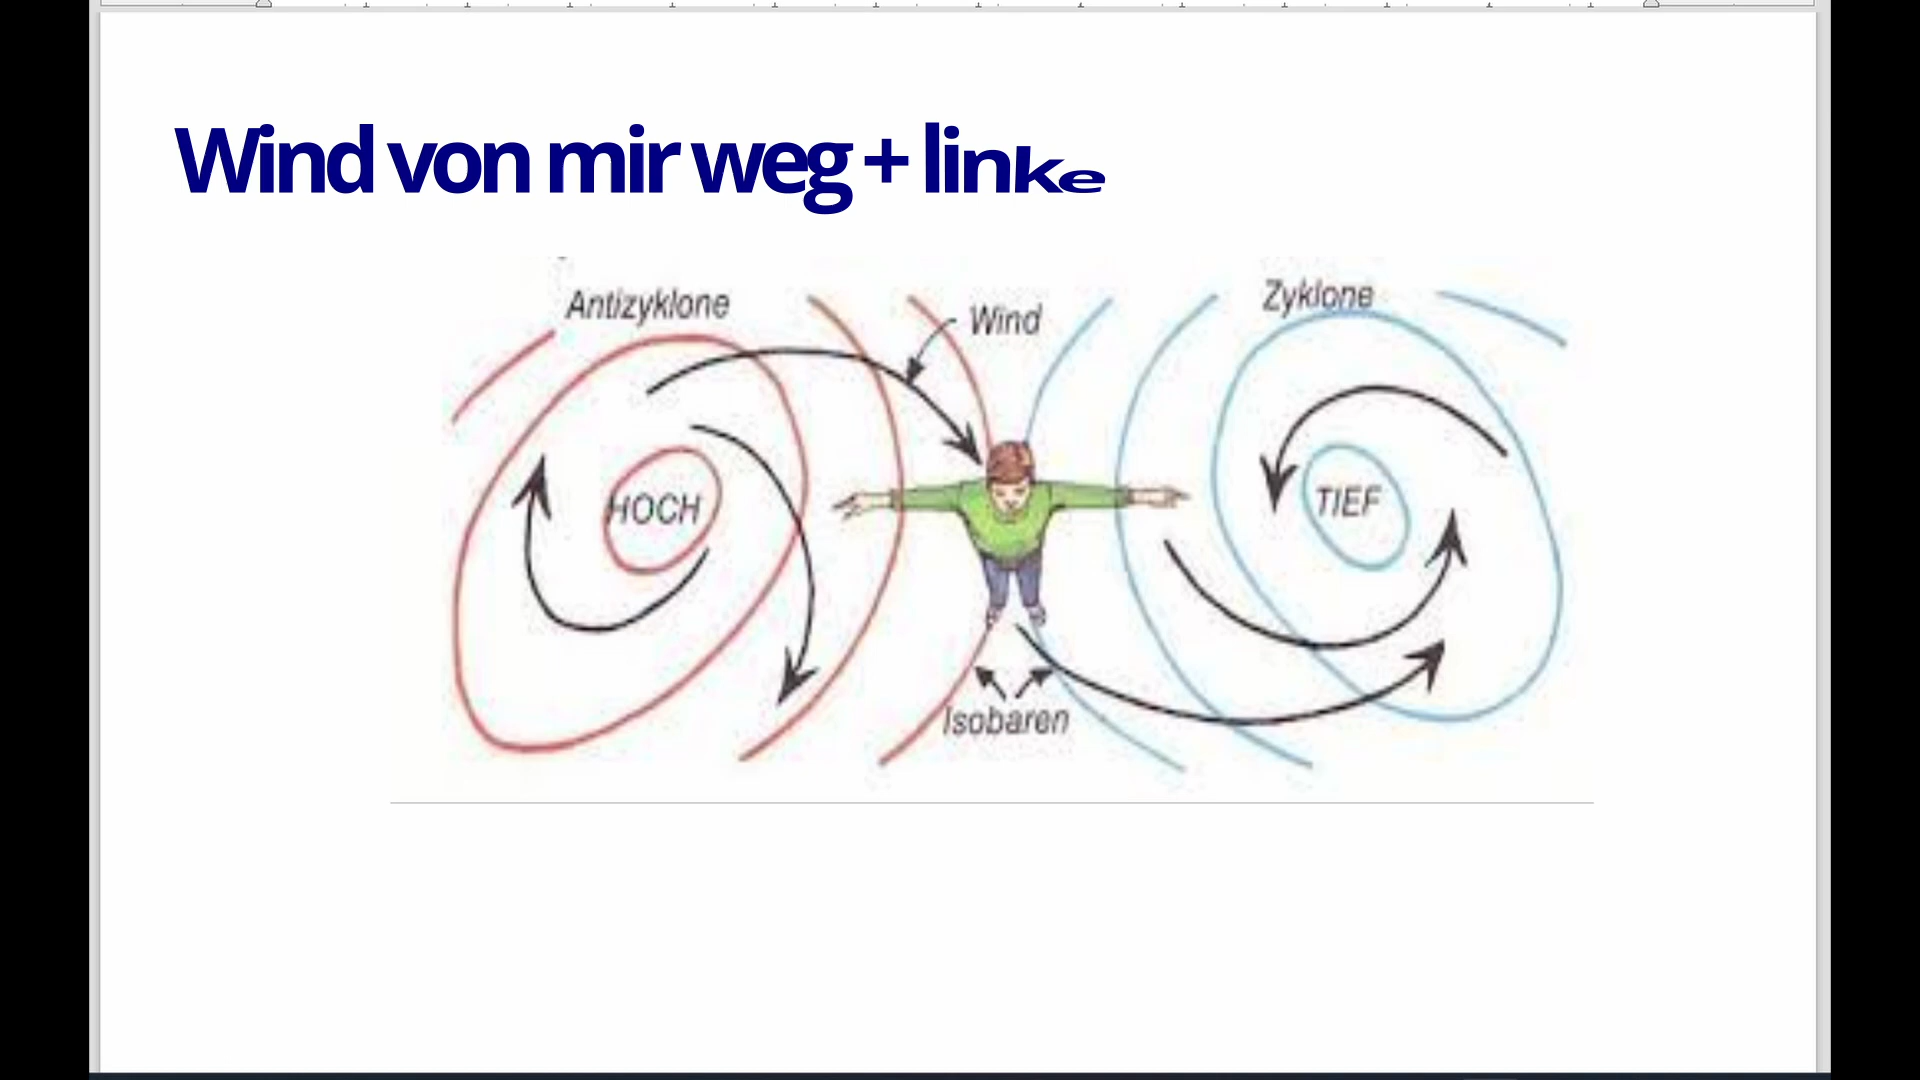 Wind von mir weg + linke
Antizyklone
Wind
Zyklone
HOCH
TIEF
Isobaren